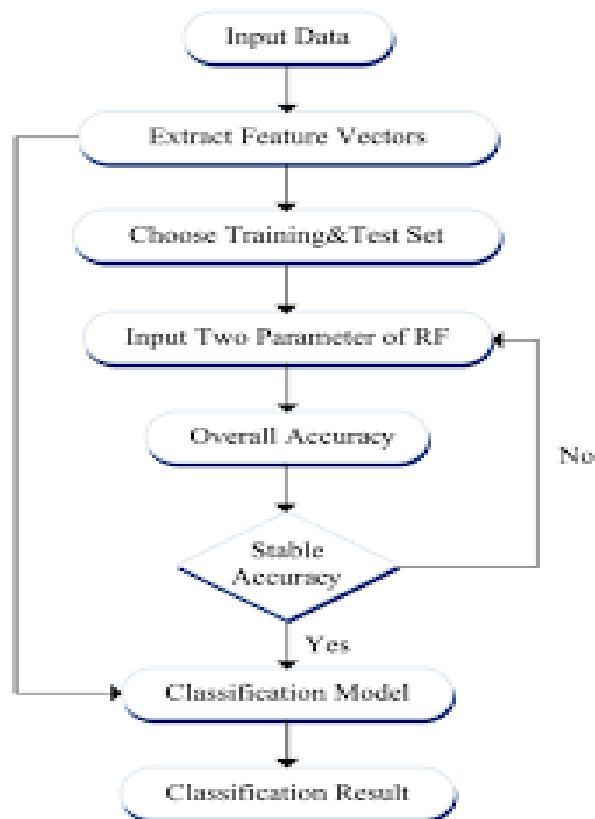 Input Data
Extract Feature Vectors
Choose Training&Test Set
Input Two Parameter of RF
Overall Accuracy
No
Stable
Accuracy
Yes
Classification Model
Classification Result